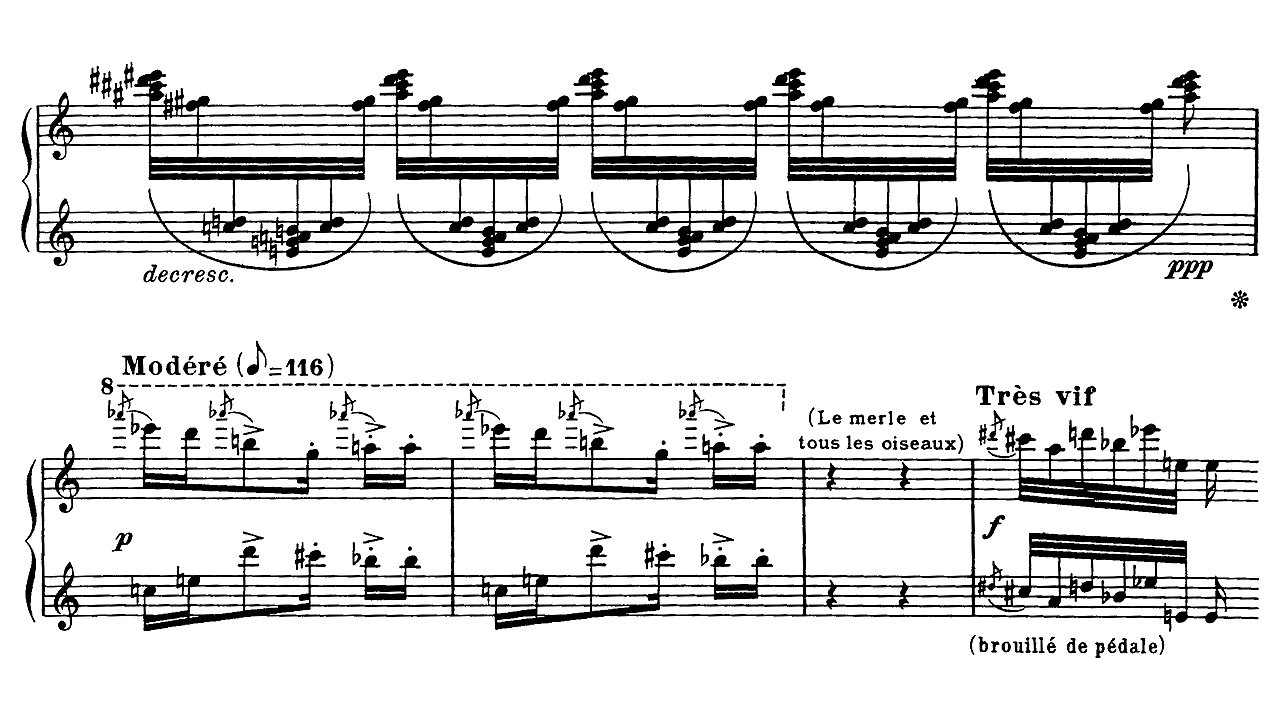 decresc.
ppp
Modéré (♪=116)
8
(Le merle et
tous les oiseaux)
Très vif
p
f
(brouillé de pédale)